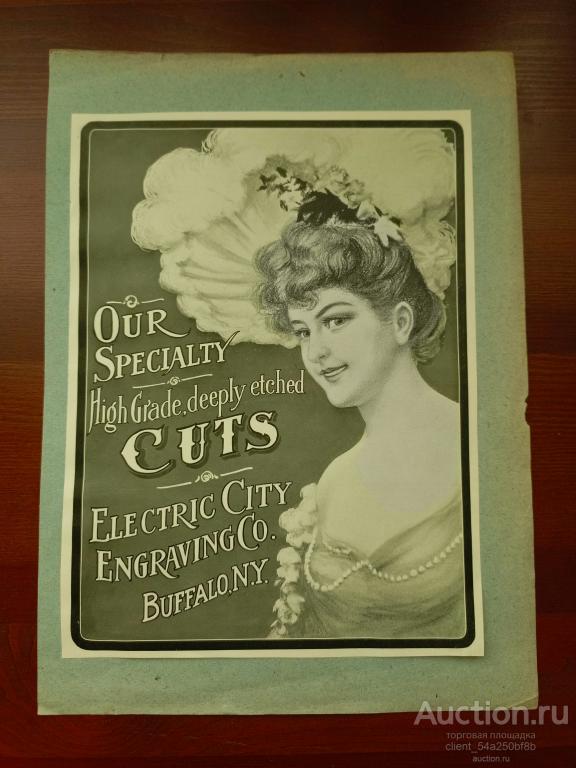 OUR
SPECIALTY
High Grade, deeply etched
CUTS
ELECTRIC CITY
ENGRAVING CO.
BUFFALO, N.Y.
Auction.ru
торговая площадка
client_54a250bf8b
auction.ru